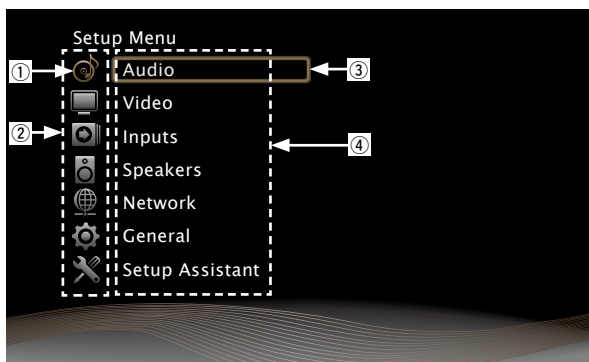 Setup Menu
① Audio ③
Video
② Inputs ④
Speakers
Network
General
Setup Assistant